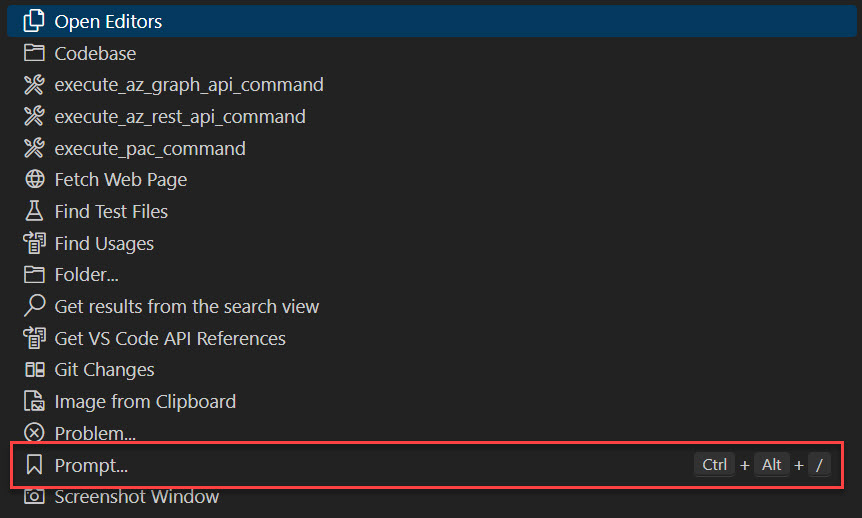 Open Editors
Codebase
execute_az_graph_api_command
execute_az_rest_api_command
execute_pac_command
Fetch Web Page
Find Test Files
Find Usages
Folder...
Get results from the search view
Get VS Code API References
Git Changes
Image from Clipboard
Problem...
Prompt... Ctrl + Alt + /
Screenshot Window